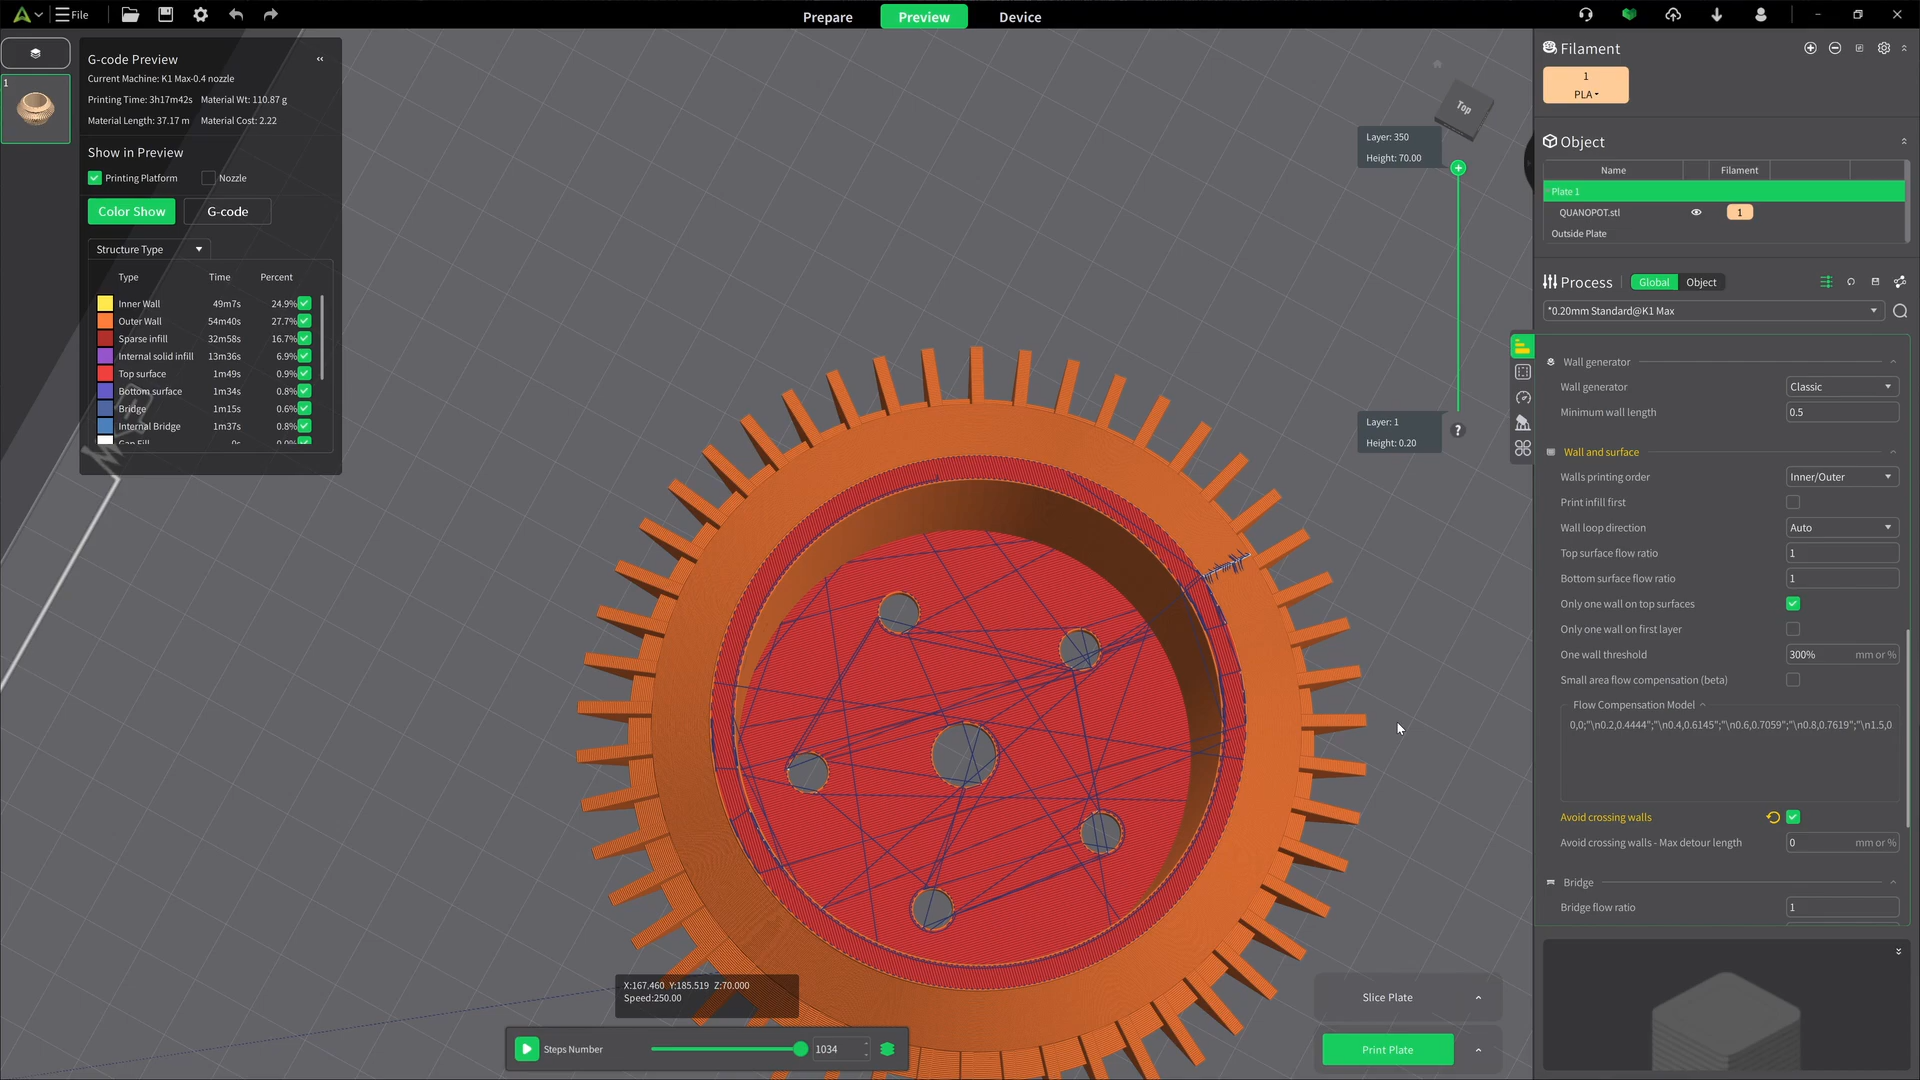 File
Prepare
Preview
Device
1
G-code Preview
Current Machine: K1 Max-0.4 nozzle
Printing Time: 3h17m42s Material Wt: 110.87 g
Material Length: 37.17 m Material Cost: 2.22
Show in Preview
Printing Platform
Nozzle
Color Show
G-code
Structure Type
Type Time Percent
Inner Wall 49m7s 24.9%
Outer Wall 54m40s 27.7%
Sparse infill 32m58s 16.7%
Internal solid infill 13m36s 6.9%
Top surface 1m49s 0.9%
Bottom surface 1m34s 0.8%
Bridge 1m15s 0.6%
Internal Bridge 1m37s 0.8%
Gap Fill 0s 0.0%
Top
Layer: 350
Height: 70.00
Layer: 1
Height: 0.20
?
X:167.460 Y:185.519 Z:70.000
Speed:250.00
Steps Number
1034
Slice Plate
Print Plate
Filament
1
PLA
Object
Name Filament
Plate 1
QUANOPOT.stl 1
Outside Plate
Process
Global
Object
*0.20mm Standard@K1 Max
Wall generator
Wall generator Classic
Minimum wall length 0.5
Wall and surface
Walls printing order Inner/Outer
Print infill first
Wall loop direction Auto
Top surface flow ratio 1
Bottom surface flow ratio 1
Only one wall on top surfaces
Only one wall on first layer
One wall threshold 300% mm or %
Small area flow compensation (beta)
Flow Compensation Model
0,0;"\n0.2,0.4444";"\n0.4,0.6145";"\n0.6,0.7059";"\n0.8,0.7619";"\n1.5,0
Avoid crossing walls
Avoid crossing walls - Max detour length 0 mm or %
Bridge
Bridge flow ratio 1